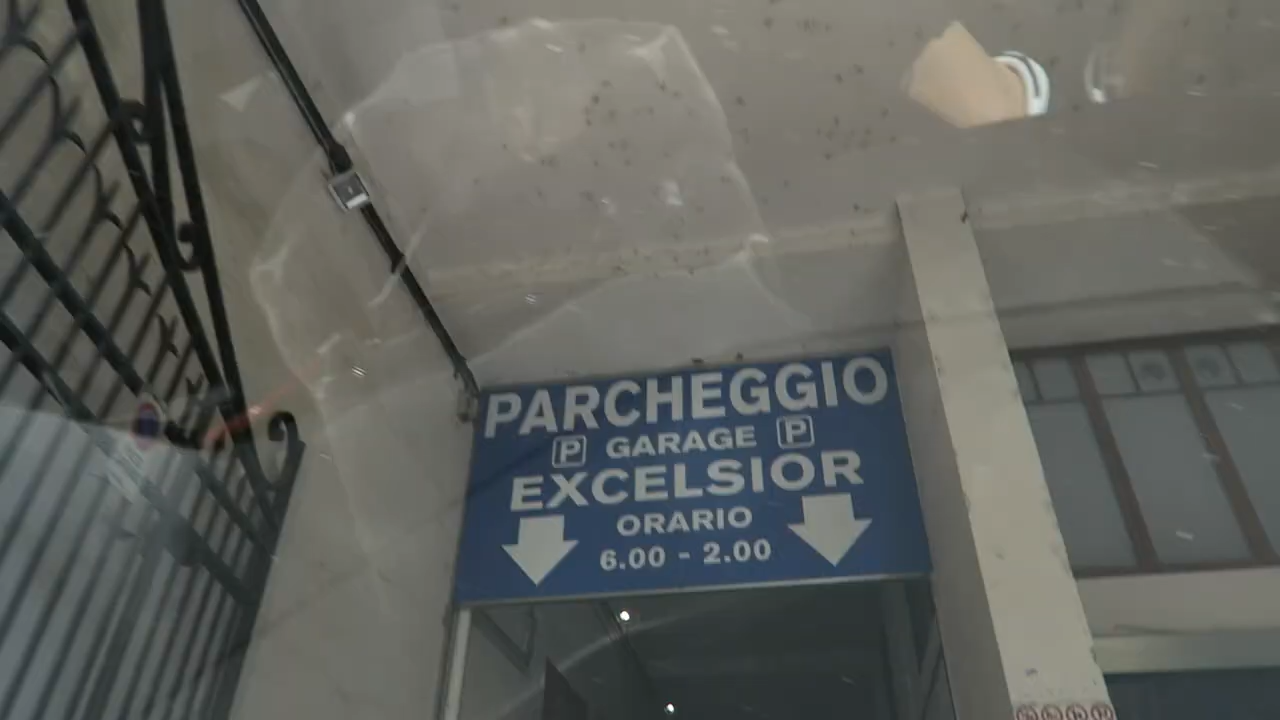 PARCHEGGIO
P GARAGE P
EXCELSIOR
ORARIO
6.00 - 2.00